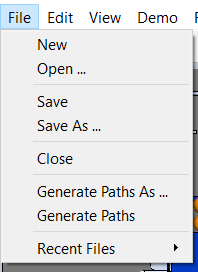 File Edit View Demo F
New
Open ...
Save
Save As ...
Close
Generate Paths As ...
Generate Paths
Recent Files